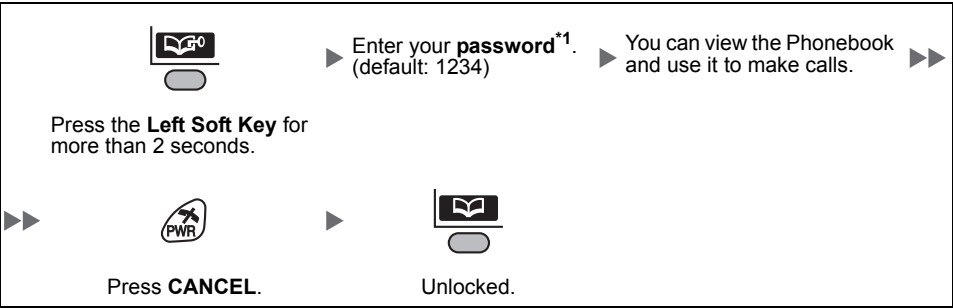 Enter your password*1.
(default: 1234)
You can view the Phonebook
and use it to make calls.
Press the Left Soft Key for
more than 2 seconds.
PWR
Press CANCEL.
Unlocked.